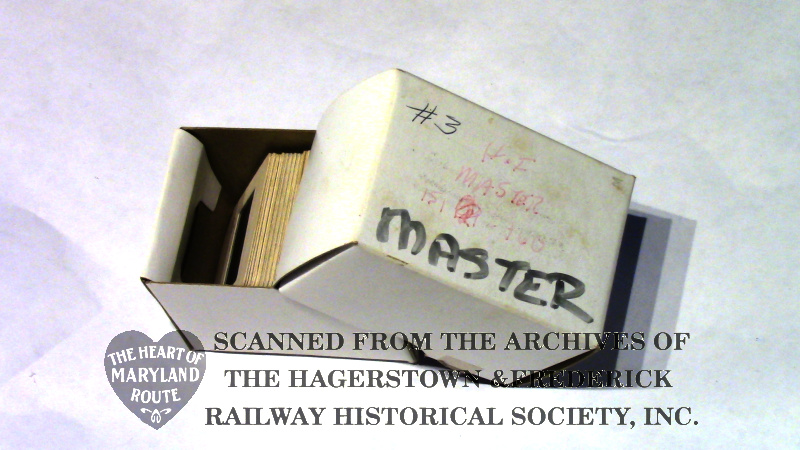 #3
H-I
MASTER
MASTER
THE HEART OF
MARYLAND
ROUTE
SCANNED FROM THE ARCHIVES OF
THE HAGERSTOWN & FREDERICK
RAILWAY HISTORICAL SOCIETY, INC.